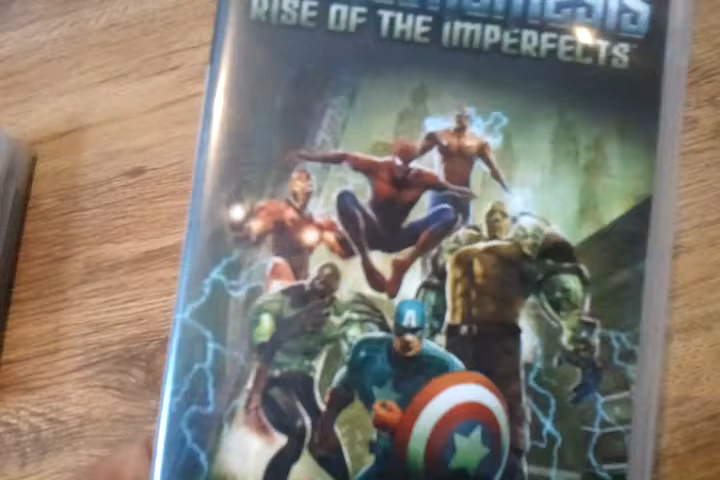 RISE OF THE IMPERFECTS
A